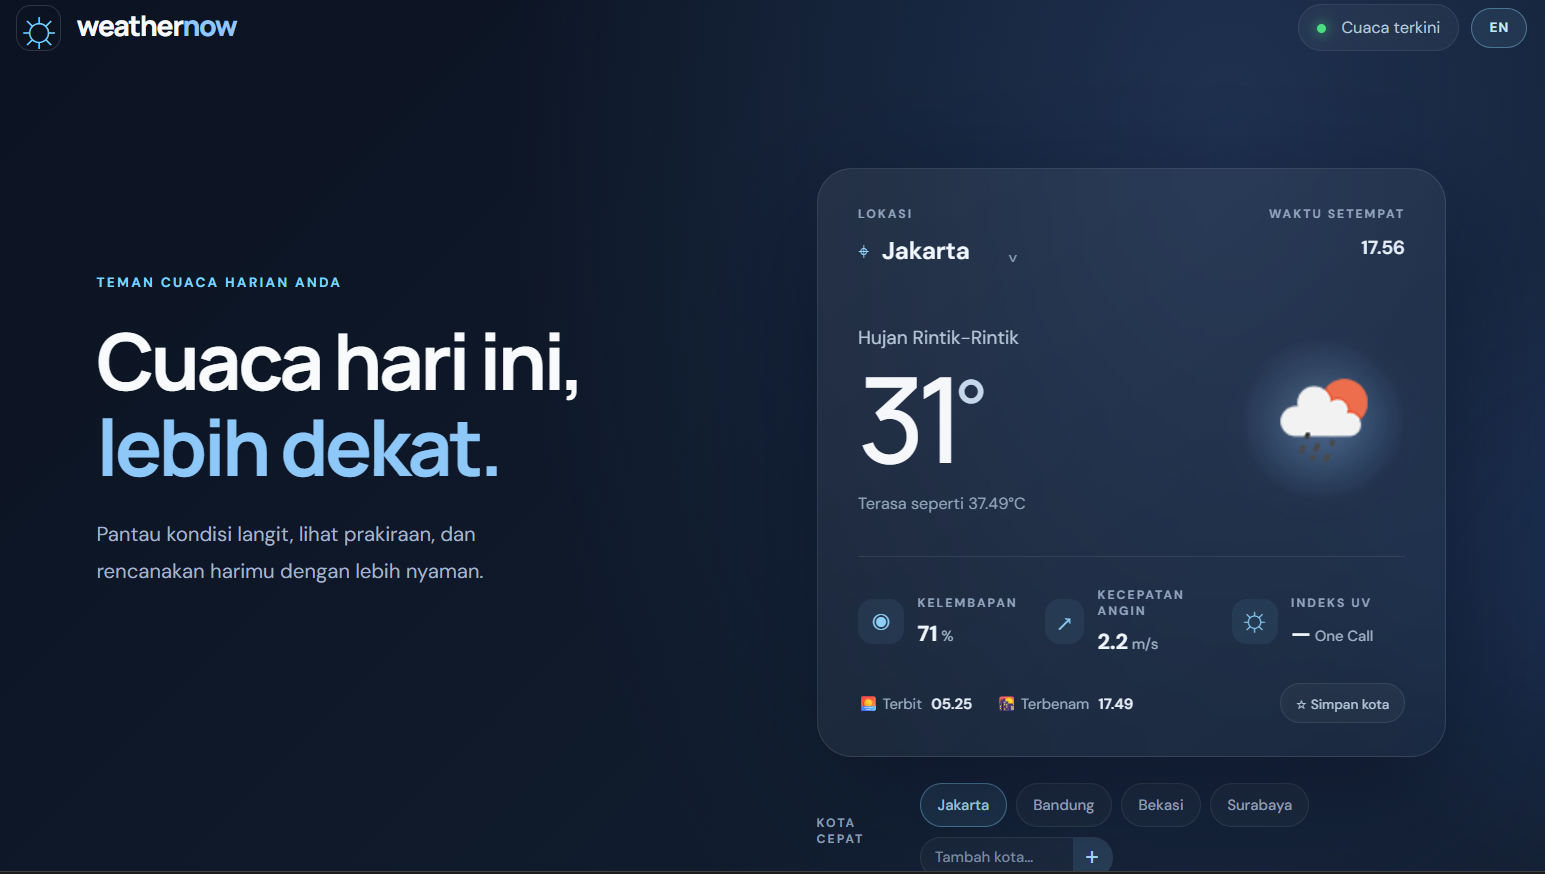 weathernow
Cuaca terkini
EN
TEMAN CUACA HARIAN ANDA
Cuaca hari ini,
lebih dekat.
Pantau kondisi langit, lihat prakiraan, dan
rencanakan harimu dengan lebih nyaman.
LOKASI
WAKTU SETEMPAT
⌖ Jakarta ˅
17.56
Hujan Rintik-Rintik
31°
Terasa seperti 37.49°C
KELEMBAPAN
71 %
KECEPATAN
ANGIN
2.2 m/s
INDEKS UV
— One Call
Terbit 05.25
Terbenam 17.49
☆ Simpan kota
KOTA
CEPAT
Jakarta
Bandung
Bekasi
Surabaya
Tambah kota...
+